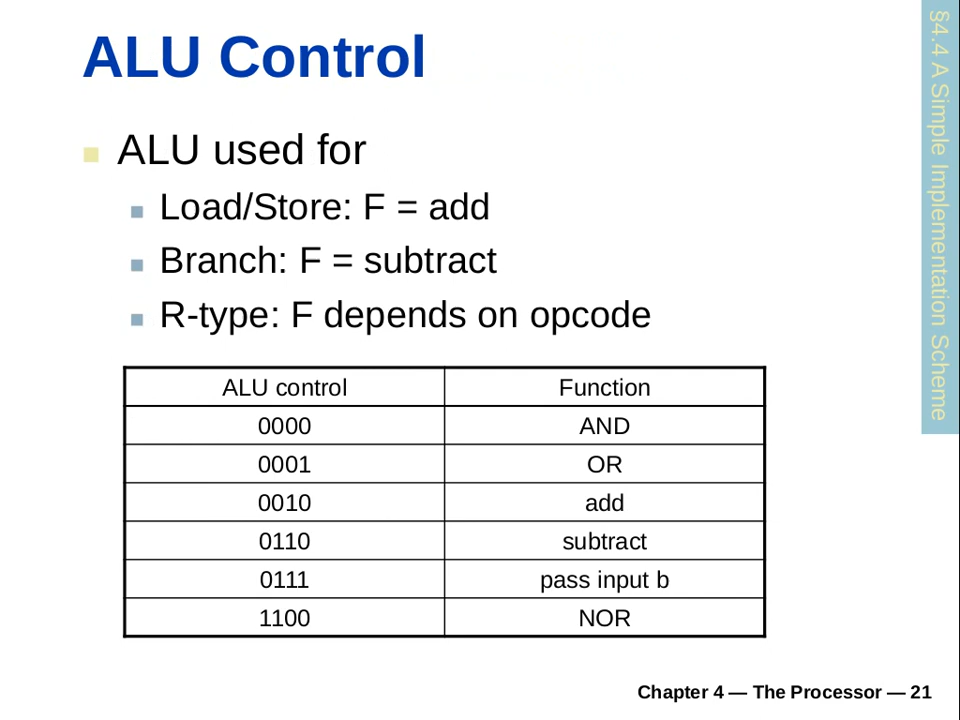 ALU Control
ALU used for
Load/Store: F = add
Branch: F = subtract
R-type: F depends on opcode
ALU control Function
0000 AND
0001 OR
0010 add
0110 subtract
0111 pass input b
1100 NOR
§4.4 A Simple Implementation Scheme
Chapter 4 — The Processor — 21